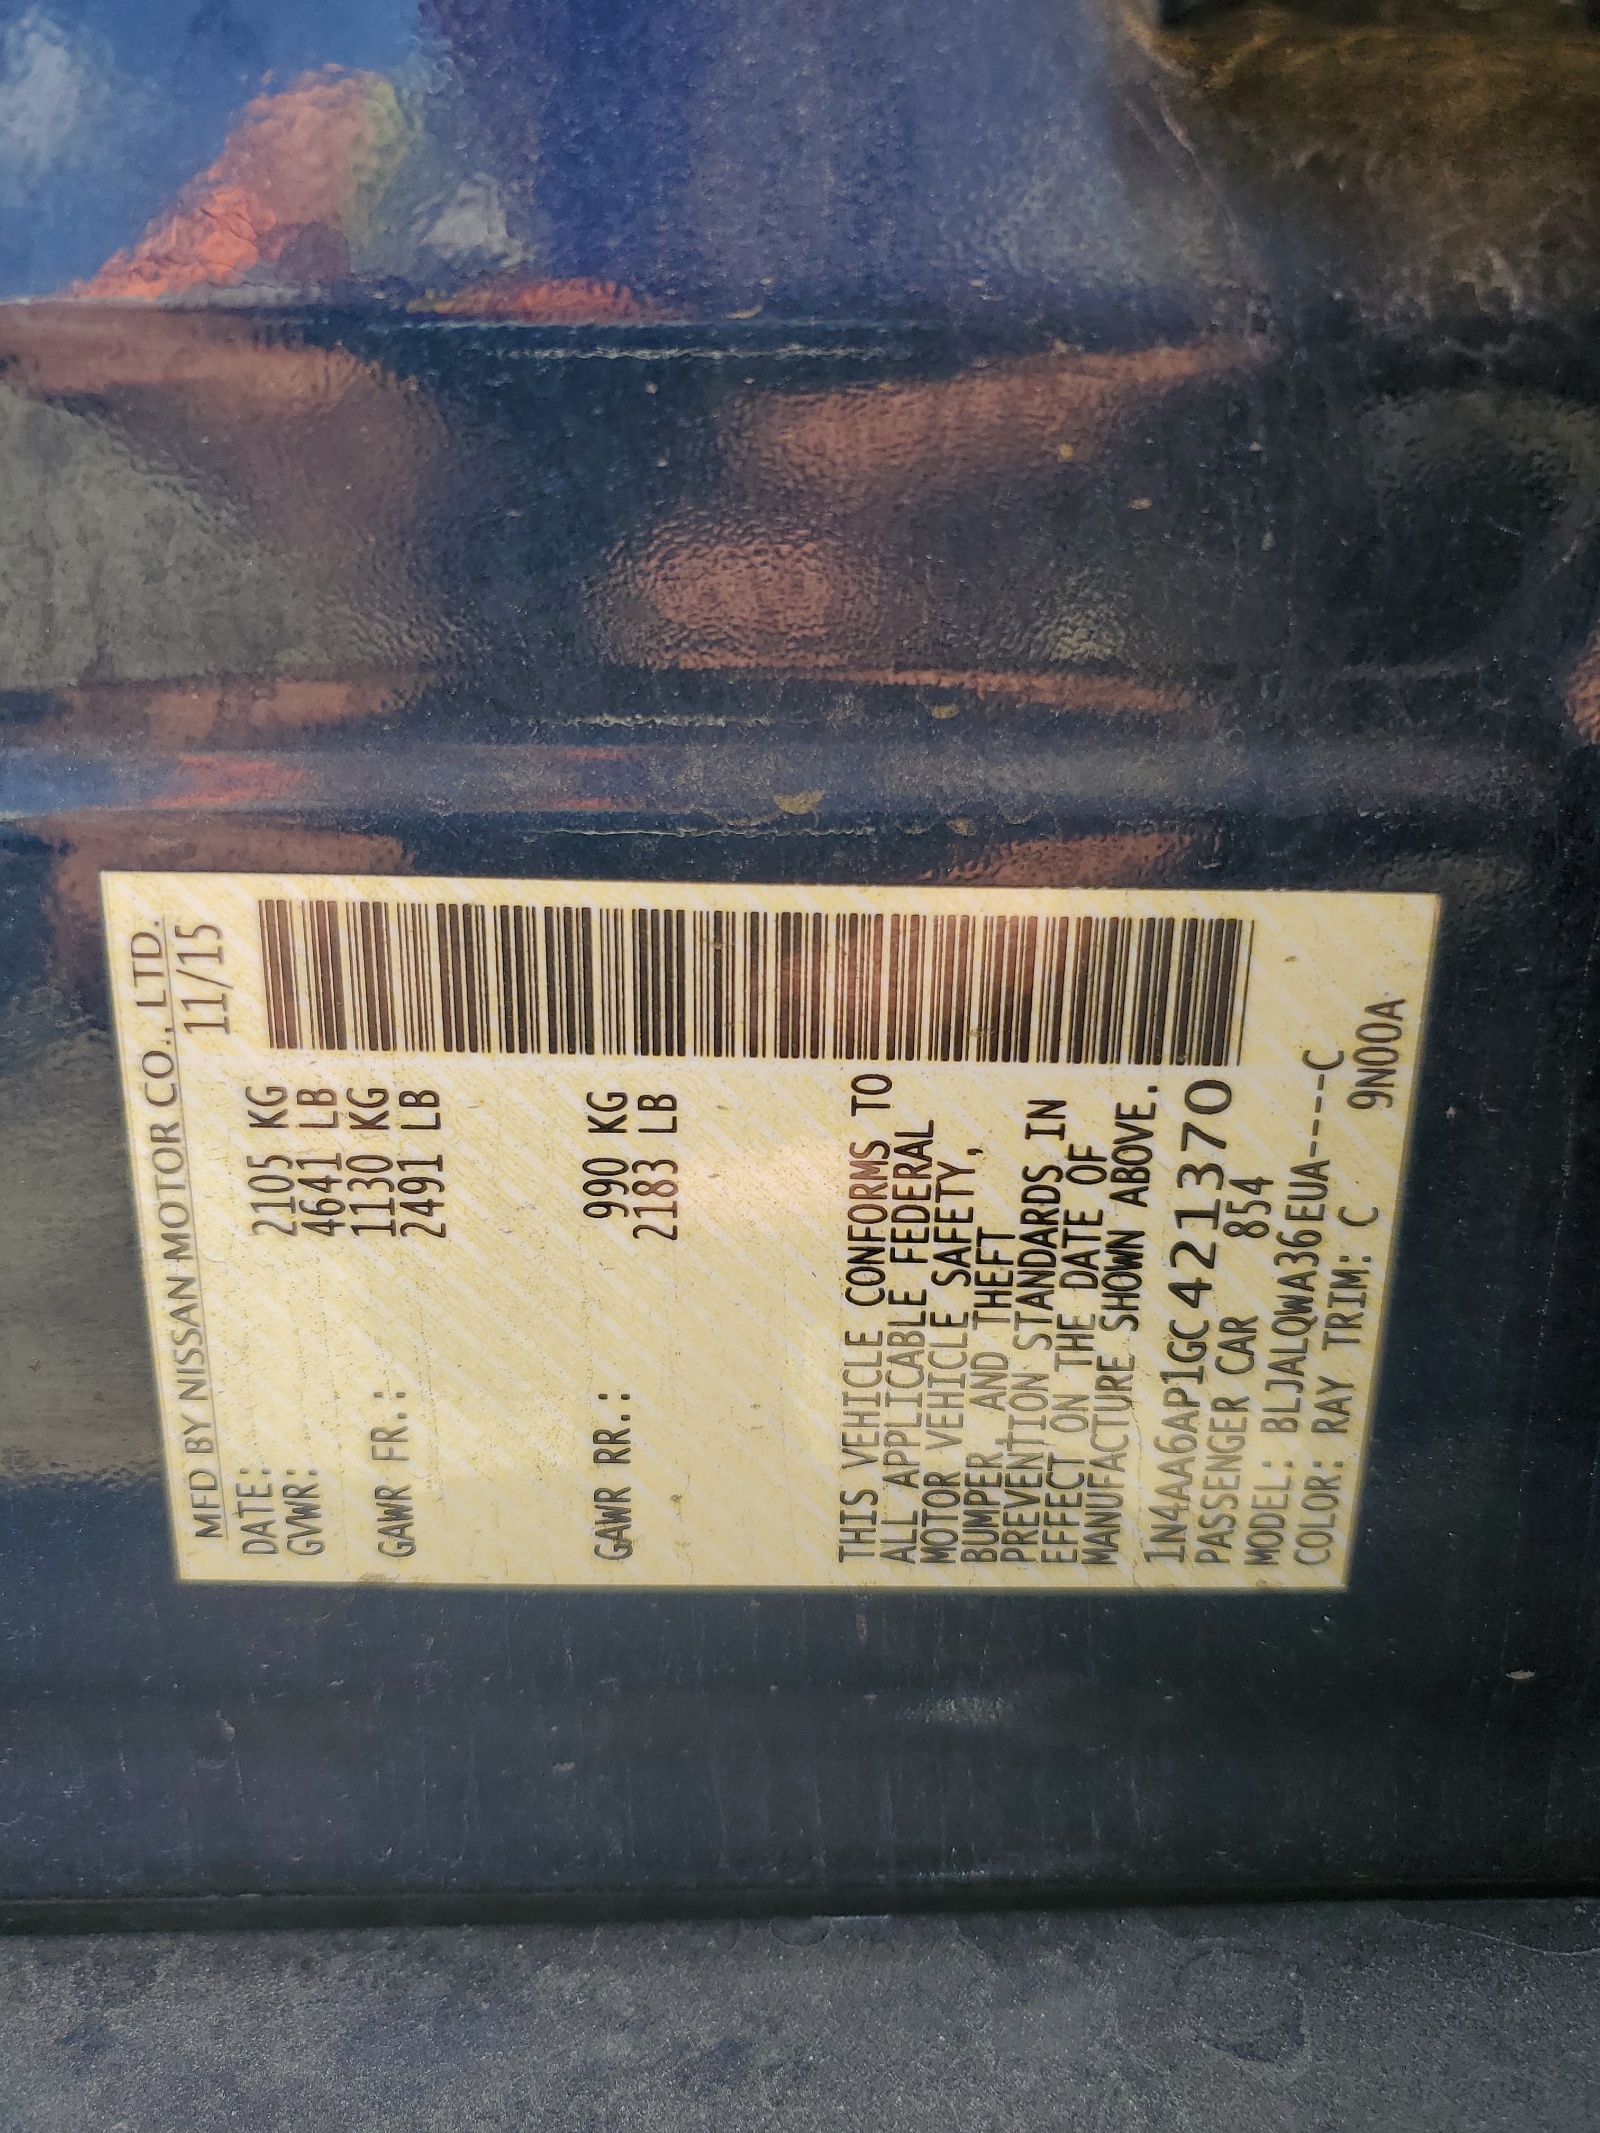 MFD BY NISSAN MOTOR CO., LTD.
DATE: 11/15
GVWR: 2105 KG
4641 LB
GAWR FR.: 1130 KG
2491 LB
GAWR RR.: 990 KG
2183 LB
THIS VEHICLE CONFORMS TO
ALL APPLICABLE FEDERAL
MOTOR VEHICLE SAFETY,
BUMPER, AND THEFT
PREVENTION STANDARDS IN
EFFECT ON THE DATE OF
MANUFACTURE SHOWN ABOVE.
1N4AA6AP1GC421370
PASSENGER CAR 854
MODEL: BLJALQWA36EUA----C
COLOR: RAY TRIM: C
9N00A